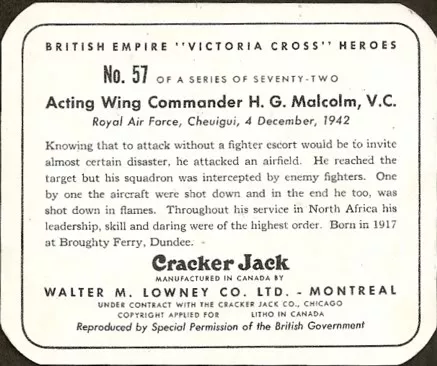 BRITISH EMPIRE "VICTORIA CROSS" HEROES
No. 57 OF A SERIES OF SEVENTY-TWO
Acting Wing Commander H. G. Malcolm, V.C.
Royal Air Force, Cheuigui, 4 December, 1942
Knowing that to attack without a fighter escort would be to invite
almost certain disaster, he attacked an airfield. He reached the
target but his squadron was intercepted by enemy fighters. One
by one the aircraft were shot down and in the end he too, was
shot down in flames. Throughout his service in North Africa his
leadership, skill and daring were of the highest order. Born in 1917
at Broughty Ferry, Dundee.
Cracker Jack
MANUFACTURED IN CANADA BY
WALTER M. LOWNEY CO. LTD. - MONTREAL
UNDER CONTRACT WITH THE CRACKER JACK CO., CHICAGO
COPYRIGHT APPLIED FOR LITHO IN CANADA
Reproduced by Special Permission of the British Government